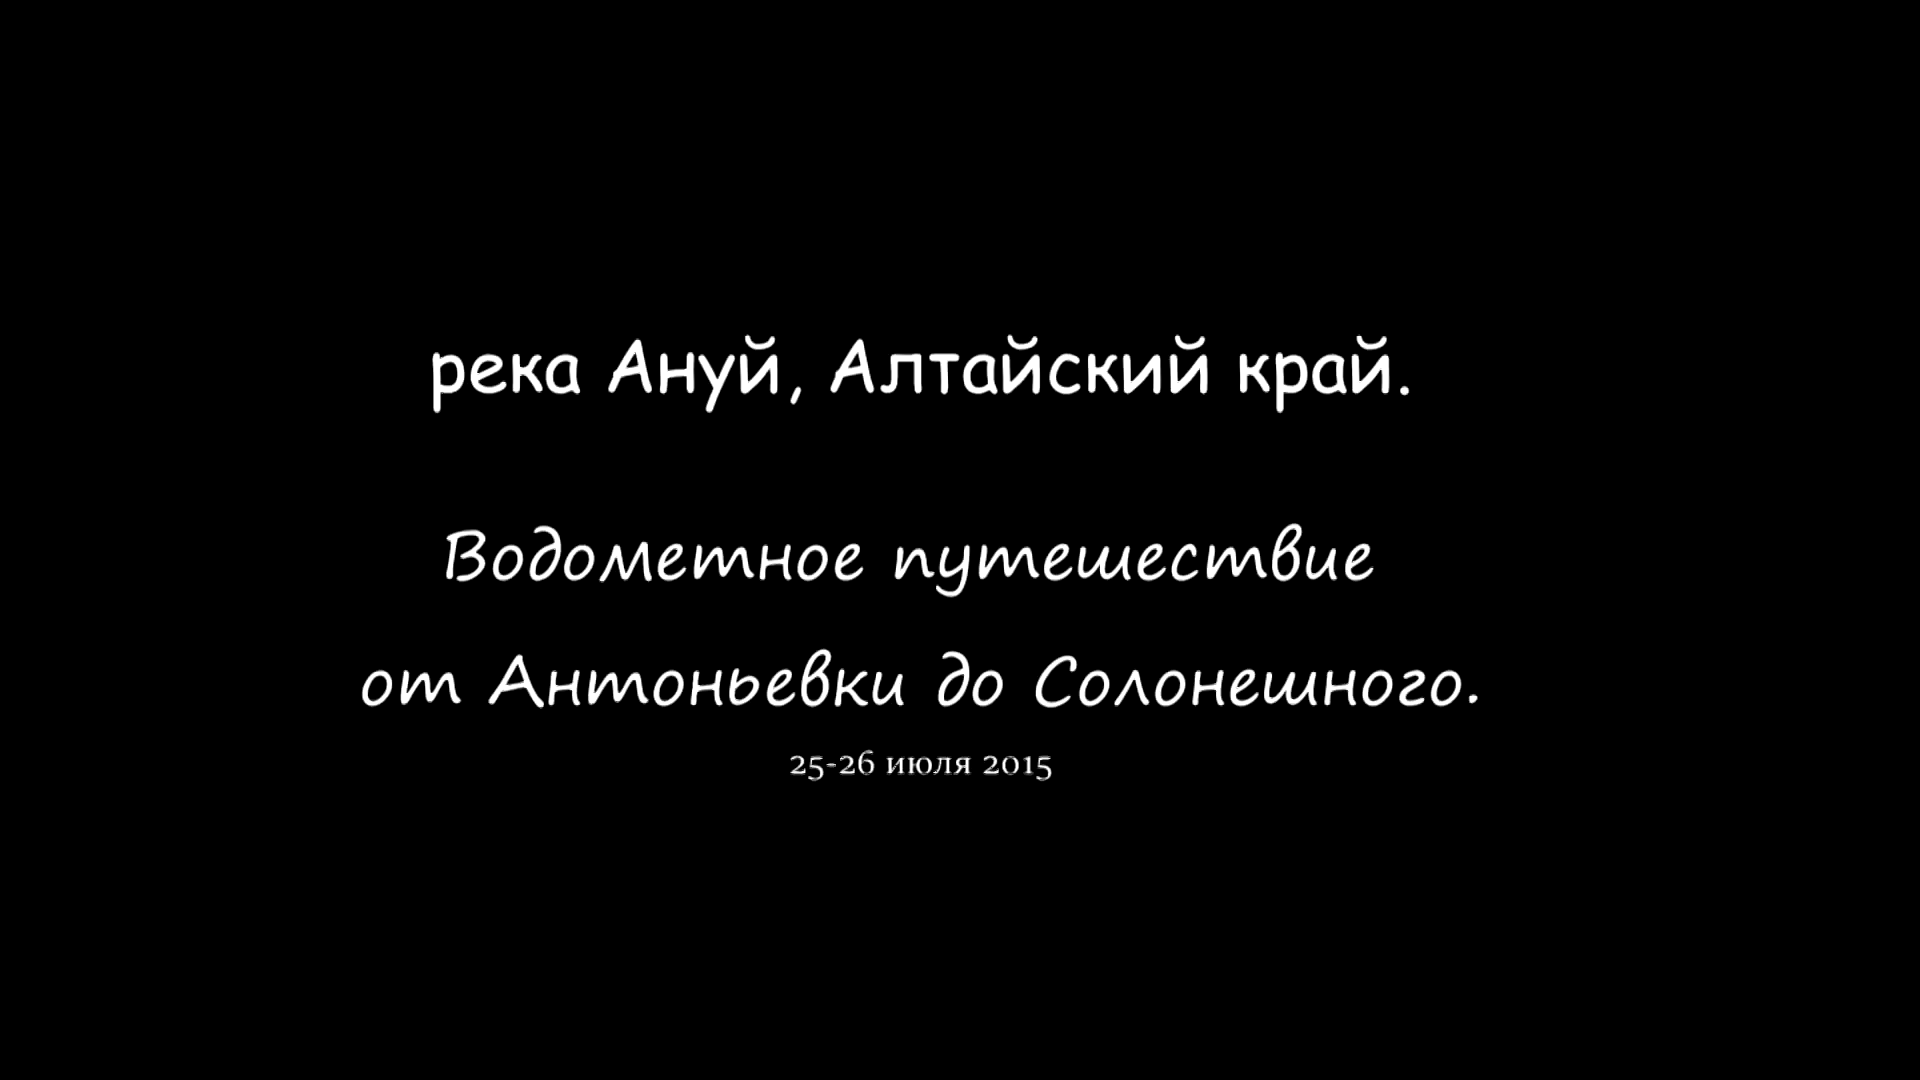 река Ануй, Алтайский край.
Водометное путешествие
от Антоньевки до Солонешного.
25-26 июля 2015